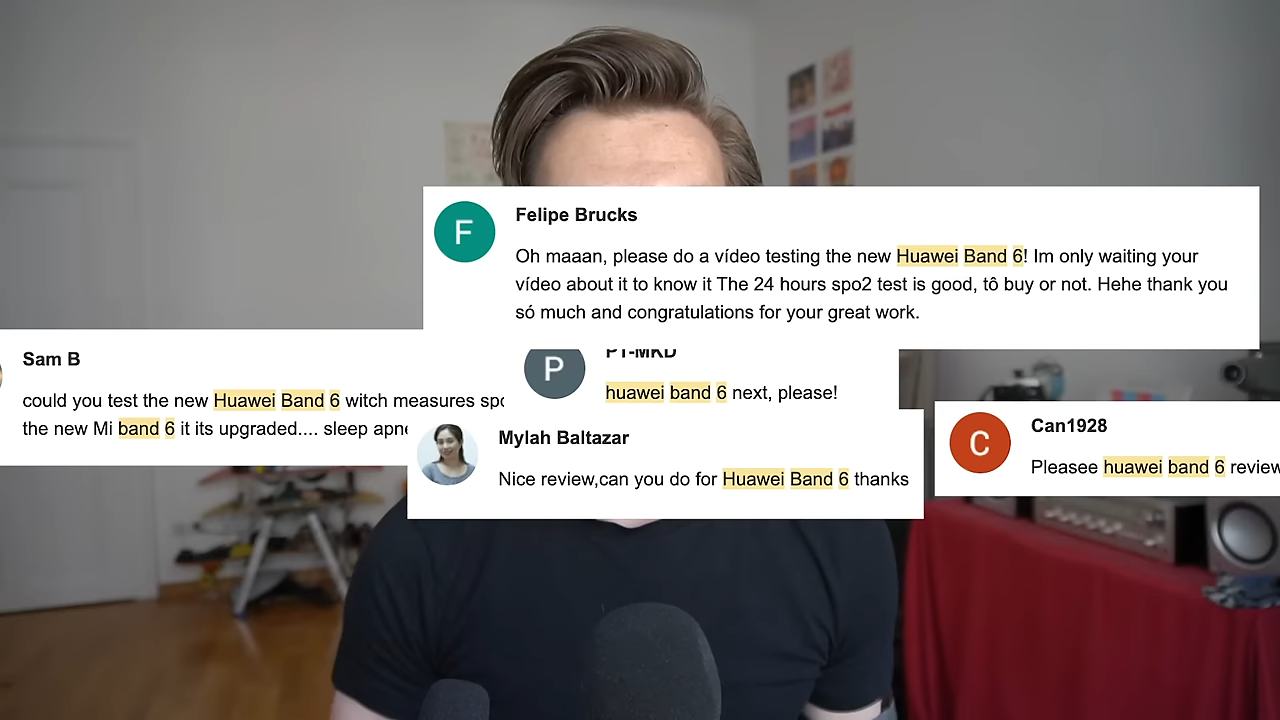 Felipe Brucks
Oh maaan, please do a vídeo testing the new Huawei Band 6! Im only waiting your
vídeo about it to know it The 24 hours spo2 test is good, tô buy or not. Hehe thank you
só much and congratulations for your great work.
Sam B
could you test the new Huawei Band 6 witch measures
the new Mi band 6 it its upgraded.... sleep
P
PT-MKD
huawei band 6 next, please!
Mylah Baltazar
Nice review,can you do for Huawei Band 6 thanks
C
Can1928
Pleasee huawei band 6 review
F